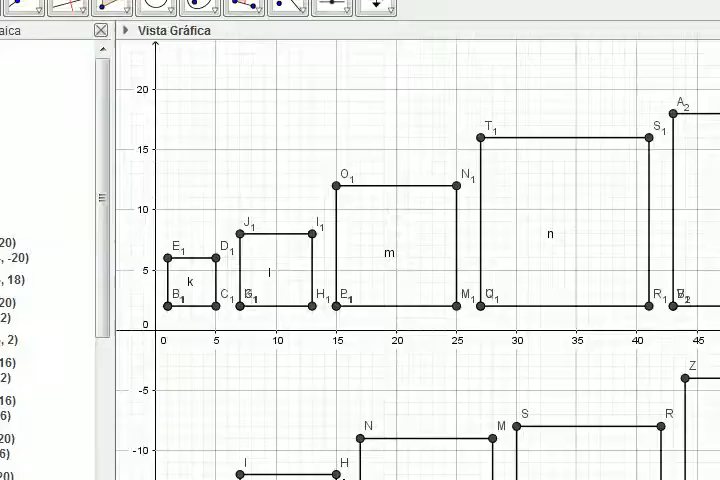 aica
Vista Gráfica
20
15
10
5
0
-5
-10
0 5 10 15 20 25 30 35 40 45
A₂
T₁ S₁
O₁ N₁
J₁ I₁
E₁ D₁
n
m
l
k
B₁ C₁ H₁ M₁ R₁
Z
S R
N M
I H
20)
, -20)
, 18)
20)
2)
, 2)
16)
2)
16)
6)
20)
6)
20)